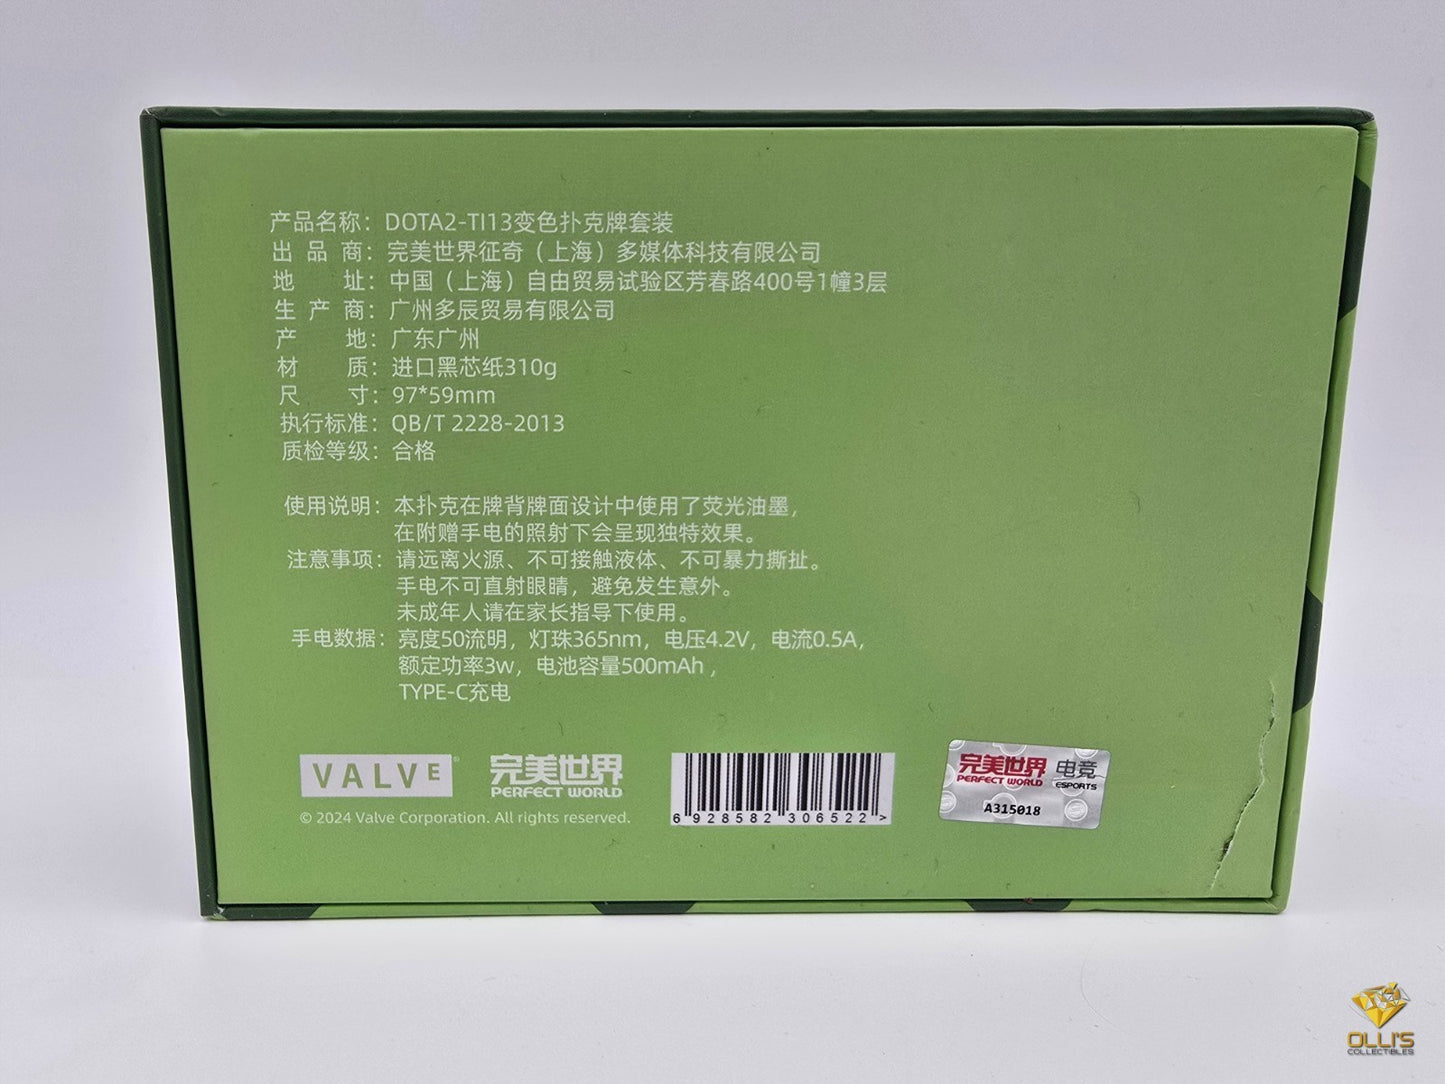 产品名称：DOTA2-TI13变色扑克牌套装
出品商：完美世界征奇（上海）多媒体科技有限公司
地址：中国（上海）自由贸易试验区芳春路400号1幢3层
生产商：广州多辰贸易有限公司
产地：广东广州
材质：进口黑芯纸310g
尺寸：97*59mm
执行标准：QB/T 2228-2013
质检等级：合格
使用说明：本扑克在牌背牌面设计中使用了荧光油墨，
在附赠手电的照射下会呈现独特效果。
注意事项：请远离火源、不可接触液体、不可暴力撕扯。
手电不可直射眼睛，避免发生意外。
未成年人请在家长指导下使用。
手电数据：亮度50流明，灯珠365nm，电压4.2V，电流0.5A，
额定功率3w，电池容量500mAh，
TYPE-C充电
VALVE®
完美世界
PERFECT WORLD
© 2024 Valve Corporation. All rights reserved.
6 928582 306522 >
完美世界 电竞
PERFECT WORLD ESPORTS
A315018
OLLI'S
COLLECTIBLES